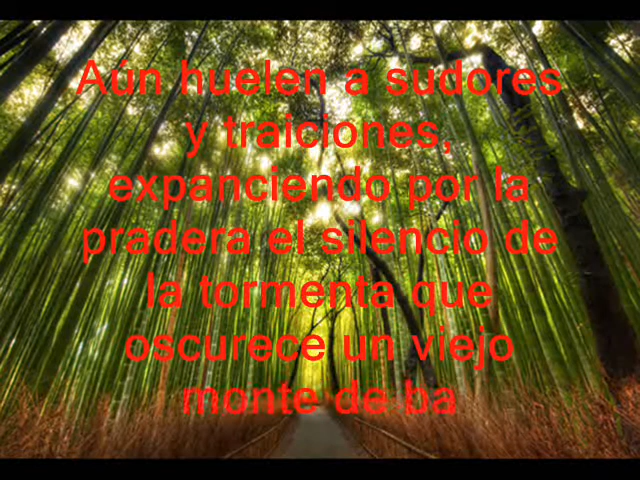 Aún huelen a sudores
y traiciones,
expanciendo por la
pradera el silencio de
la tormenta que
oscurece un viejo
monte de ba